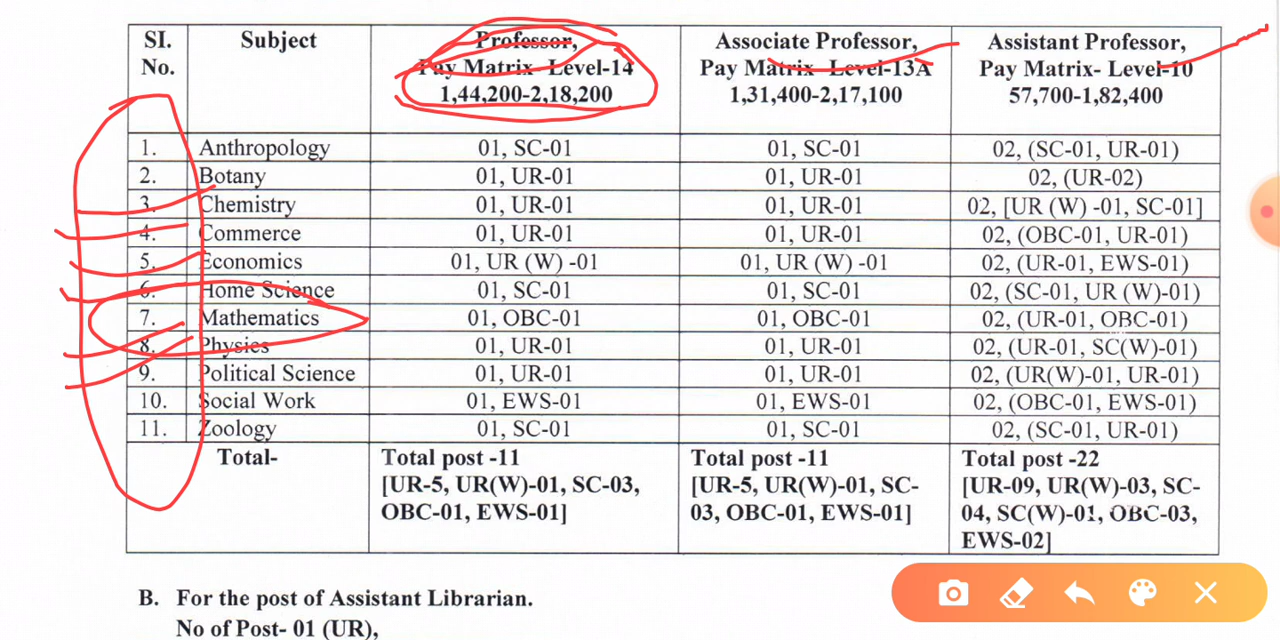 SI. No. Subject Professor, Pay Matrix- Level-14 1,44,200-2,18,200 Associate Professor, Pay Matrix- Level-13A 1,31,400-2,17,100 Assistant Professor, Pay Matrix- Level-10 57,700-1,82,400
1. Anthropology 01, SC-01 01, SC-01 02, (SC-01, UR-01)
2. Botany 01, UR-01 01, UR-01 02, (UR-02)
3. Chemistry 01, UR-01 01, UR-01 02, [UR (W) -01, SC-01]
4. Commerce 01, UR-01 01, UR-01 02, (OBC-01, UR-01)
5. Economics 01, UR (W) -01 01, UR (W) -01 02, (UR-01, EWS-01)
6. Home Science 01, SC-01 01, SC-01 02, (SC-01, UR (W)-01)
7. Mathematics 01, OBC-01 01, OBC-01 02, (UR-01, OBC-01)
8. Physics 01, UR-01 01, UR-01 02, (UR-01, SC(W)-01)
9. Political Science 01, UR-01 01, UR-01 02, (UR(W)-01, UR-01)
10. Social Work 01, EWS-01 01, EWS-01 02, (OBC-01, EWS-01)
11. Zoology 01, SC-01 01, SC-01 02, (SC-01, UR-01)
Total- Total post -11 [UR-5, UR(W)-01, SC-03, OBC-01, EWS-01] Total post -11 [UR-5, UR(W)-01, SC-03, OBC-01, EWS-01] Total post -22 [UR-09, UR(W)-03, SC-04, SC(W)-01, OBC-03, EWS-02]
B. For the post of Assistant Librarian.
No of Post- 01 (UR),